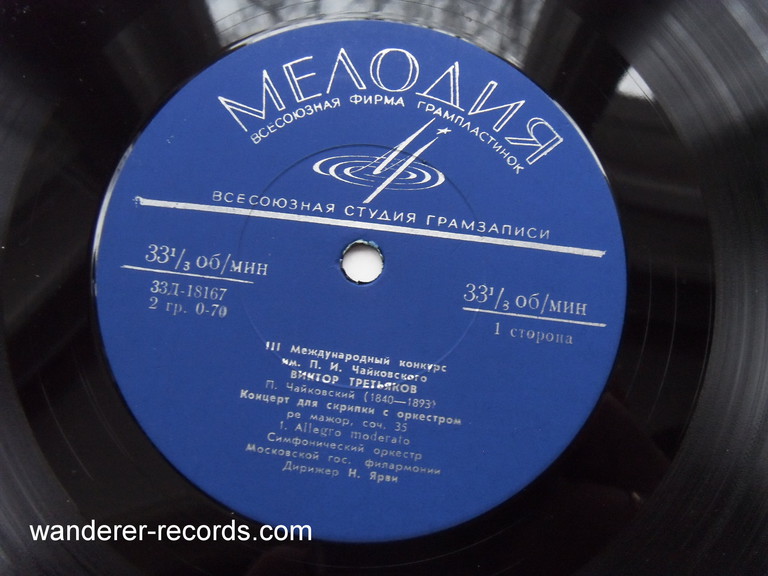 МЕЛОДИЯ
ВСЕСОЮЗНАЯ ФИРМА ГРАМПЛАСТИНОК
ВСЕСОЮЗНАЯ СТУДИЯ ГРАМЗАПИСИ
33¹/₃ об/мин
33Д-18167
2 гр. 0-70
33¹/₃ об/мин
1 сторона
III Международный конкурс
им. П. И. Чайковского
ВИКТОР ТРЕТЬЯКОВ
П. Чайковский (1840—1893)
Концерт для скрипки с оркестром
ре мажор, соч. 35
1. Allegro moderato
Симфонический оркестр
Московской гос. филармонии
Дирижер Н. Ярви
wanderer-records.com